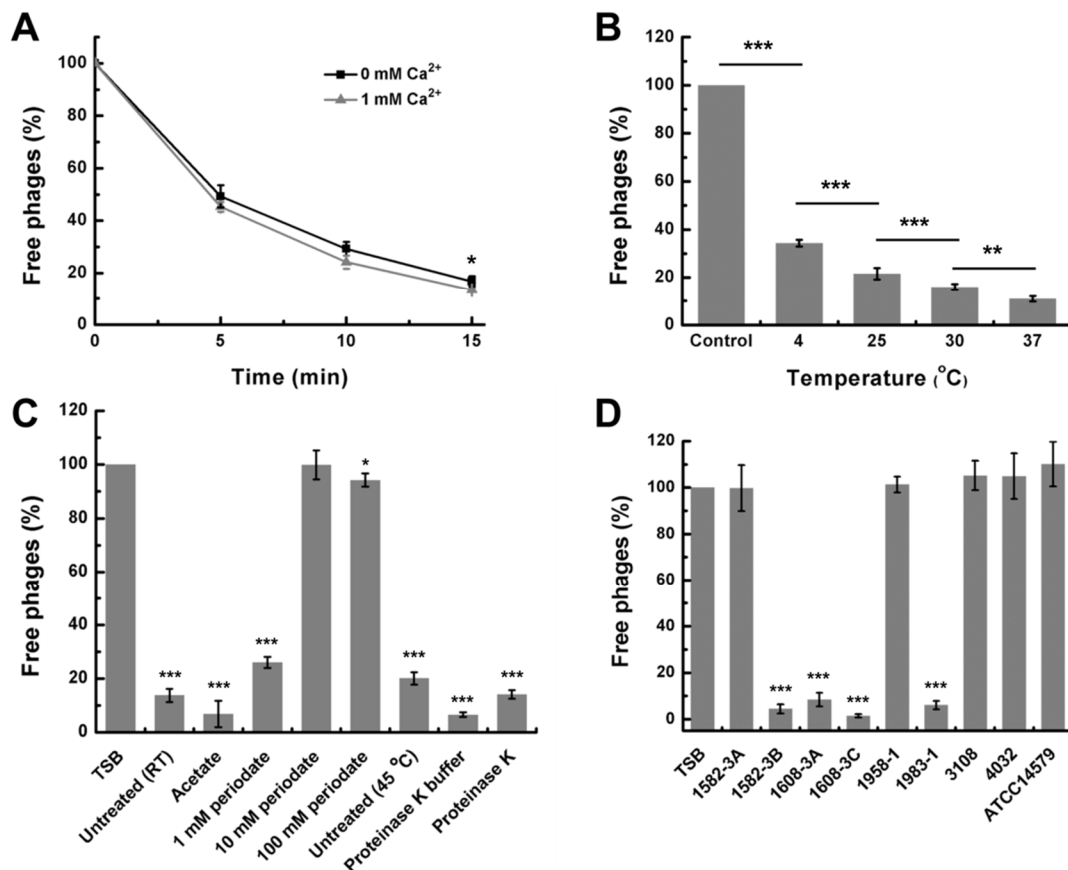 A
Free phages (%)
100
80
60
40
20
0
0 mM Ca²⁺
1 mM Ca²⁺
*
0
5
10
15
Time (min)
B
Free phages (%)
120
100
80
60
40
20
0
***
***
***
**
Control
4
25
30
37
Temperature (°C)
C
Free phages (%)
120
100
80
60
40
20
0
***
***
***
*
***
***
***
TSB
Untreated (RT)
Acetate
1 mM periodate
10 mM periodate
100 mM periodate
Untreated (45 °C)
Proteinase K buffer
Proteinase K
D
Free phages (%)
120
100
80
60
40
20
0
***
***
***
***
TSB
1582-3A
1582-3B
1608-3A
1608-3C
1958-1
1983-1
3108
4032
ATCC14579